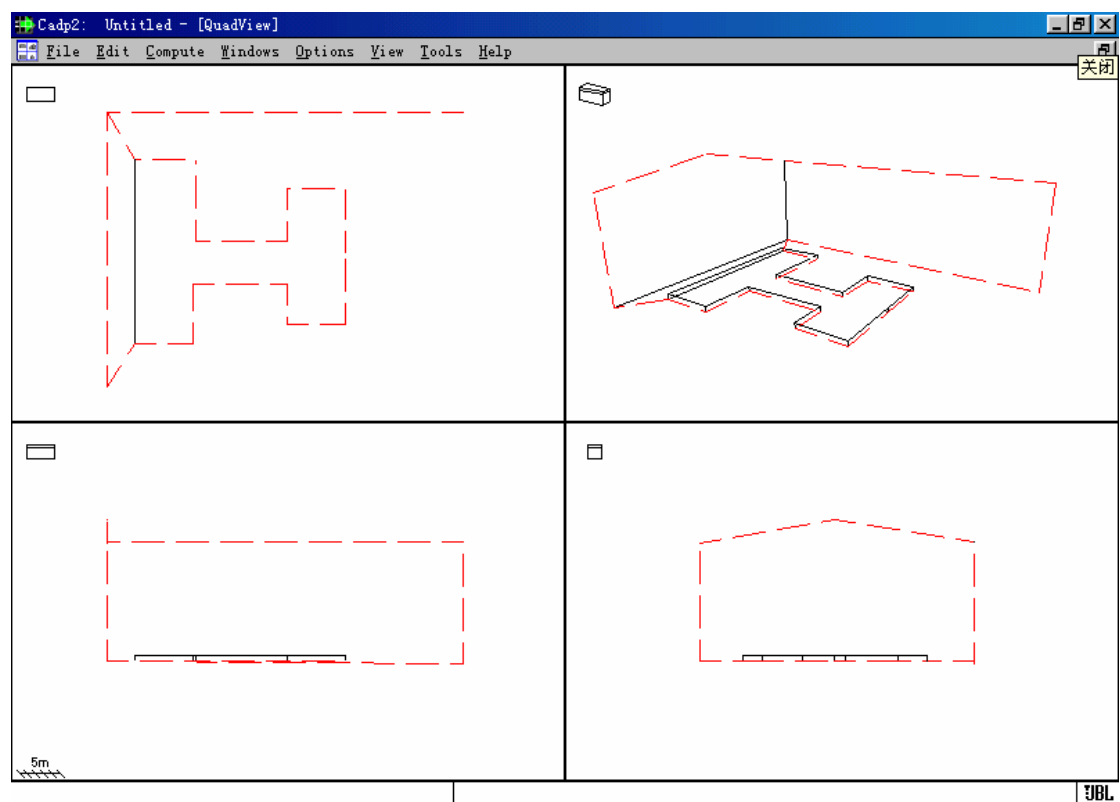 Cadp2: Untitled - [QuadView]
File Edit Compute Windows Options View Tools Help
关闭
5m
JBL